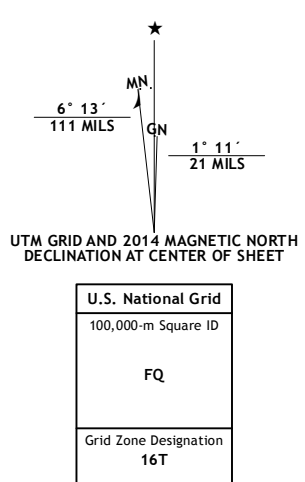 MN
6° 13´
111 MILS
GN
1° 11´
21 MILS
UTM GRID AND 2014 MAGNETIC NORTH
DECLINATION AT CENTER OF SHEET
U.S. National Grid
100,000-m Square ID
FQ
Grid Zone Designation
16T